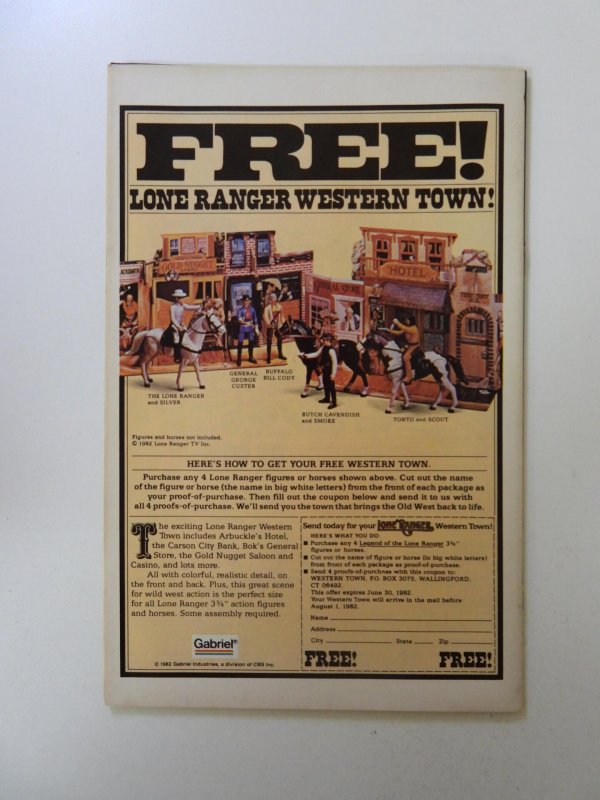 FREE!
LONE RANGER WESTERN TOWN!
GOLD NUGGET
HOTEL
GENERAL STORE
THE LONE RANGER
and SILVER
GENERAL
GEORGE
CUSTER
BUFFALO
BILL CODY
BUTCH CAVENDISH
and SMOKE
TONTO and SCOUT
Figures and horses not included.
© 1982 Lone Ranger TV Inc.
HERE'S HOW TO GET YOUR FREE WESTERN TOWN.
Purchase any 4 Lone Ranger figures or horses shown above. Cut out the name
of the figure or horse (the name in big white letters) from the front of each package as
your proof-of-purchase. Then fill out the coupon below and send it to us with
all 4 proofs-of-purchase. We'll send you the town that brings the Old West back to life.
The exciting Lone Ranger Western
Town includes Arbuckle's Hotel,
the Carson City Bank, Bok's General
Store, the Gold Nugget Saloon and
Casino, and lots more.
All with colorful, realistic detail, on
the front and back. Plus, this great scene
for wild west action is the perfect size
for all Lone Ranger 3¾" action figures
and horses. Some assembly required.
Gabriel®
© 1982 Gabriel Industries, a division of CBS Inc.
Send today for your LONE RANGER Western Town!
HERE'S WHAT YOU DO:
■ Purchase any 4 Legend of the Lone Ranger 3¾"
figures or horses.
■ Cut out the name of figure or horse (in big white letters)
from front of each package as proof-of-purchase.
■ Send 4 proofs-of-purchase with this coupon to:
WESTERN TOWN, P.O. BOX 3075, WALLINGFORD,
CT 06492.
This offer expires June 30, 1982.
Your Western Town will arrive in the mail before
August 1, 1982.
Name
Address
City State Zip
FREE! FREE!